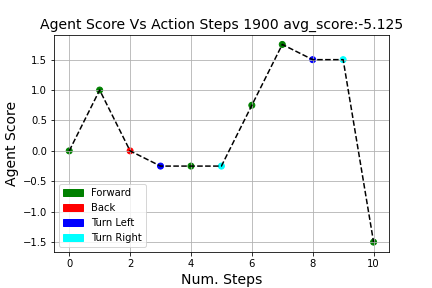 Agent Score Vs Action Steps 1900 avg_score:-5.125
Agent Score
1.5
1.0
0.5
0.0
−0.5
−1.0
−1.5
Forward
Back
Turn Left
Turn Right
0 2 4 6 8 10
Num. Steps